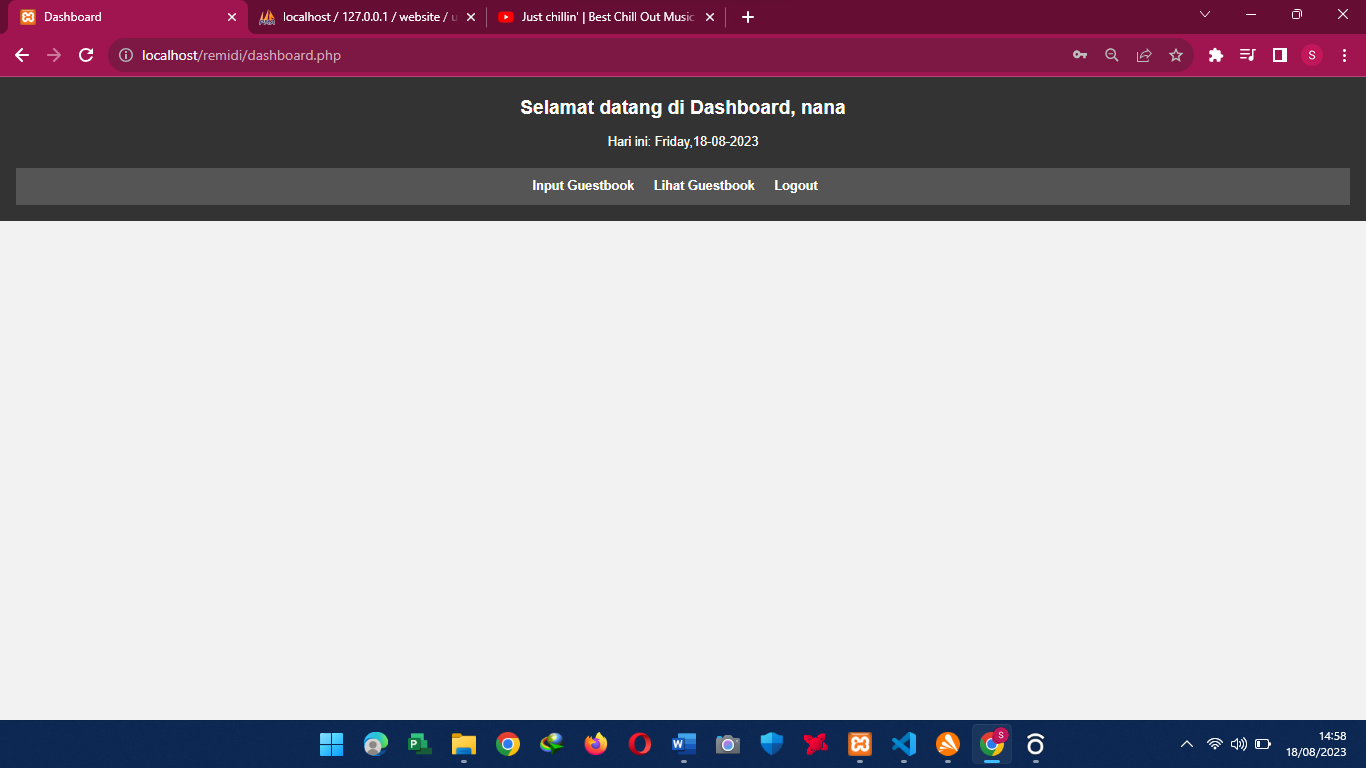 Dashboard
localhost / 127.0.0.1 / website / u
Just chillin' | Best Chill Out Music
localhost/remidi/dashboard.php
S
Selamat datang di Dashboard, nana
Hari ini: Friday,18-08-2023
Input Guestbook Lihat Guestbook Logout
S
14:58
18/08/2023